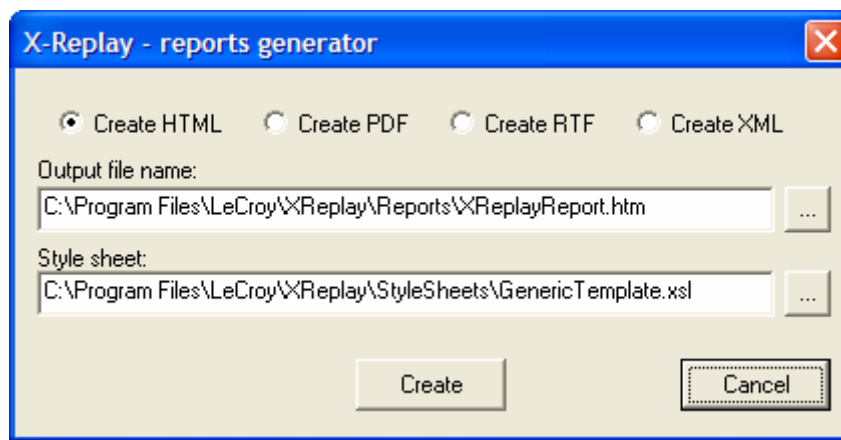 X-Replay - reports generator
Create HTML Create PDF Create RTF Create XML
Output file name:
C:\Program Files\LeCroy\XReplay\Reports\XReplayReport.htm
...
Style sheet:
C:\Program Files\LeCroy\XReplay\StyleSheets\GenericTemplate.xsl
...
Create Cancel